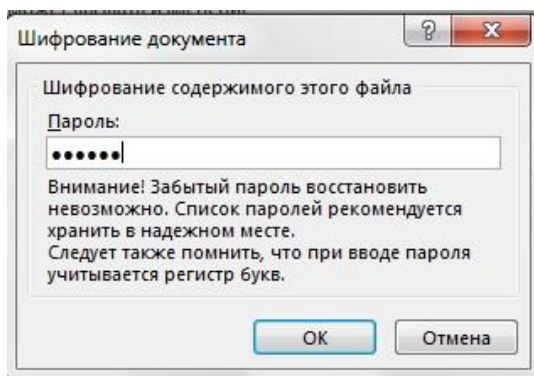 Шифрование документа
Шифрование содержимого этого файла
Пароль:
••••••
Внимание! Забытый пароль восстановить
невозможно. Список паролей рекомендуется
хранить в надежном месте.
Следует также помнить, что при вводе пароля
учитывается регистр букв.
ОК Отмена